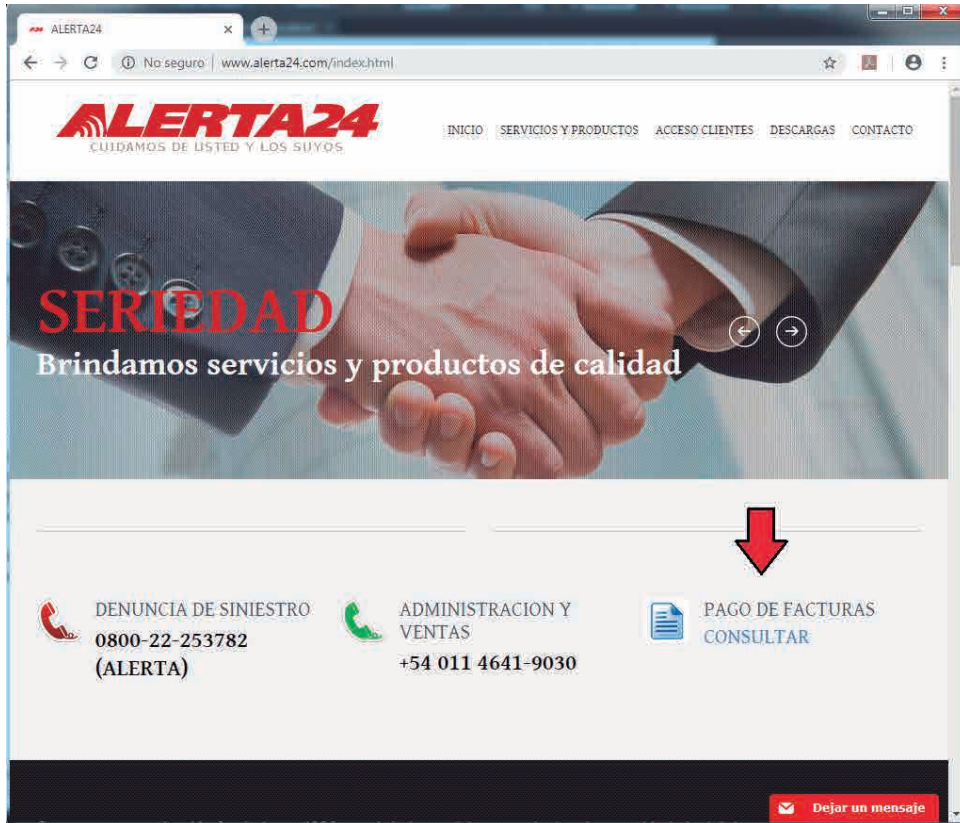 ALERTA24
No seguro | www.alerta24.com/index.html
ALERTA24
CUIDAMOS DE USTED Y LOS SUYOS
INICIO SERVICIOS Y PRODUCTOS ACCESO CLIENTES DESCARGAS CONTACTO
SERIEDAD
Brindamos servicios y productos de calidad
DENUNCIA DE SINIESTRO
0800-22-253782
(ALERTA)
ADMINISTRACION Y
VENTAS
+54 011 4641-9030
PAGO DE FACTURAS
CONSULTAR
Dejar un mensaje